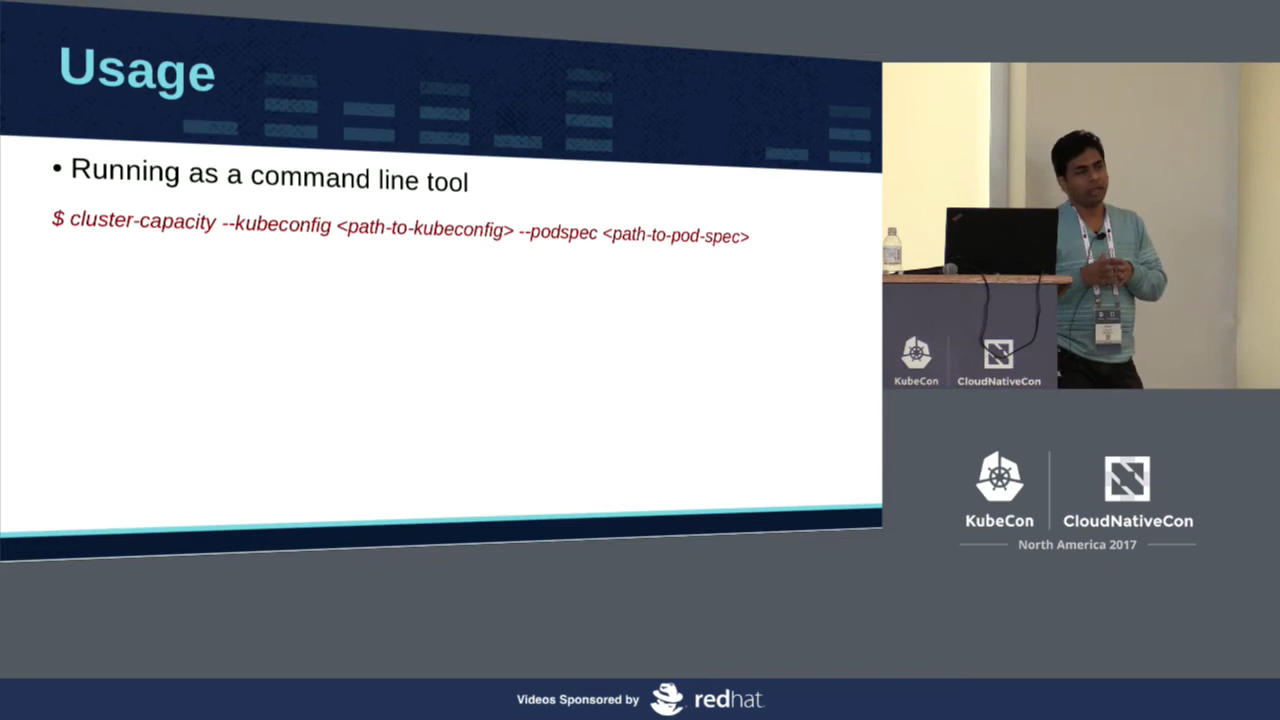 Usage
• Running as a command line tool
$ cluster-capacity --kubeconfig <path-to-kubeconfig> --podspec <path-to-pod-spec>
KubeCon
CloudNativeCon
KubeCon
CloudNativeCon
North America 2017
Videos Sponsored by
redhat.